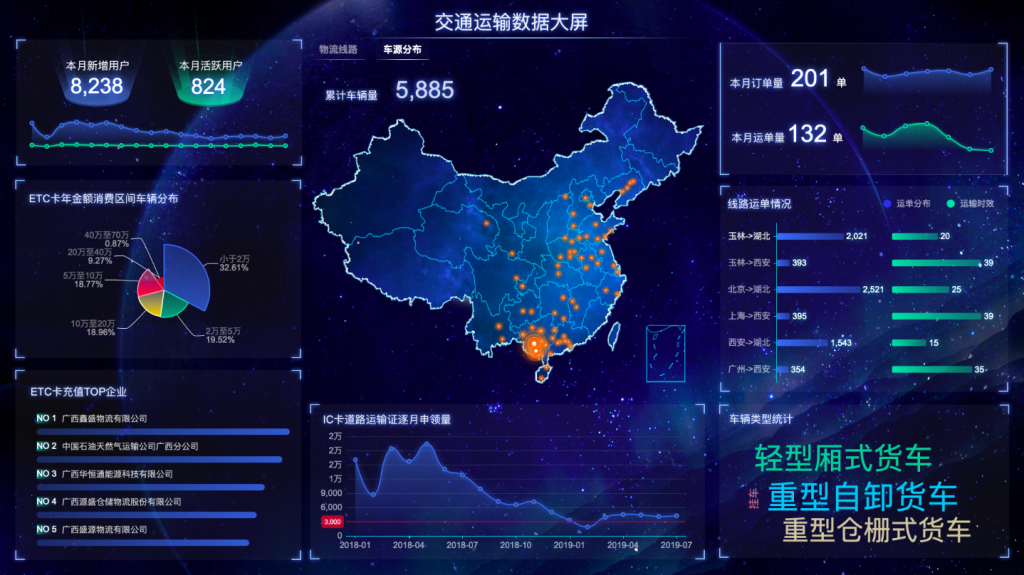 交通运输数据大屏
本月新增用户
8,238
本月活跃用户
824
ETC卡年金额消费区间车辆分布
40万至70万
0.87%
20万至40万
9.27%
5万至10万
18.77%
10万至20万
18.96%
小于2万
32.61%
2万至5万
19.52%
ETC卡充值TOP企业
NO 1 广西鑫盛物流有限公司
NO 2 中国石油天然气运输公司广西分公司
NO 3 广西华恒通能源科技有限公司
NO 4 广西源盛仓储物流股份有限公司
NO 5 广西盛源物流有限公司
物流线路 车源分布
累计车辆量 5,885
IC卡道路运输证逐月申领量
2万
2万
2万
1万
9,000
6,000
3,000
0
2018-01 2018-04 2018-07 2018-10 2019-01 2019-04 2019-07
本月订单量 201 单
本月运单量 132 单
线路运单情况 运单分布 运输时效
玉林->湖北 2,021 20
玉林->西安 393 39
北京->湖北 2,521 25
上海->西安 395 39
西安->湖北 1,543 15
广州->西安 354 35
车辆类型统计
轻型厢式货车
挂车
重型自卸货车
重型仓栅式货车